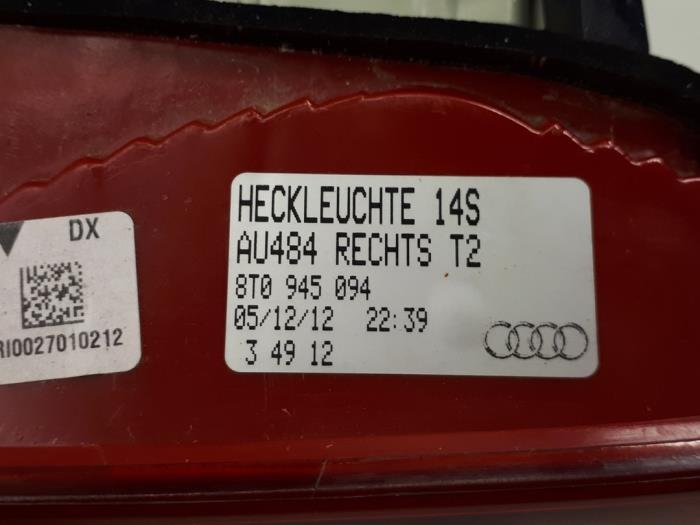 HECKLEUCHTE 14S
AU484 RECHTS T2
8T0 945 094
05/12/12 22:39
3 49 12
DX
RI0027010212